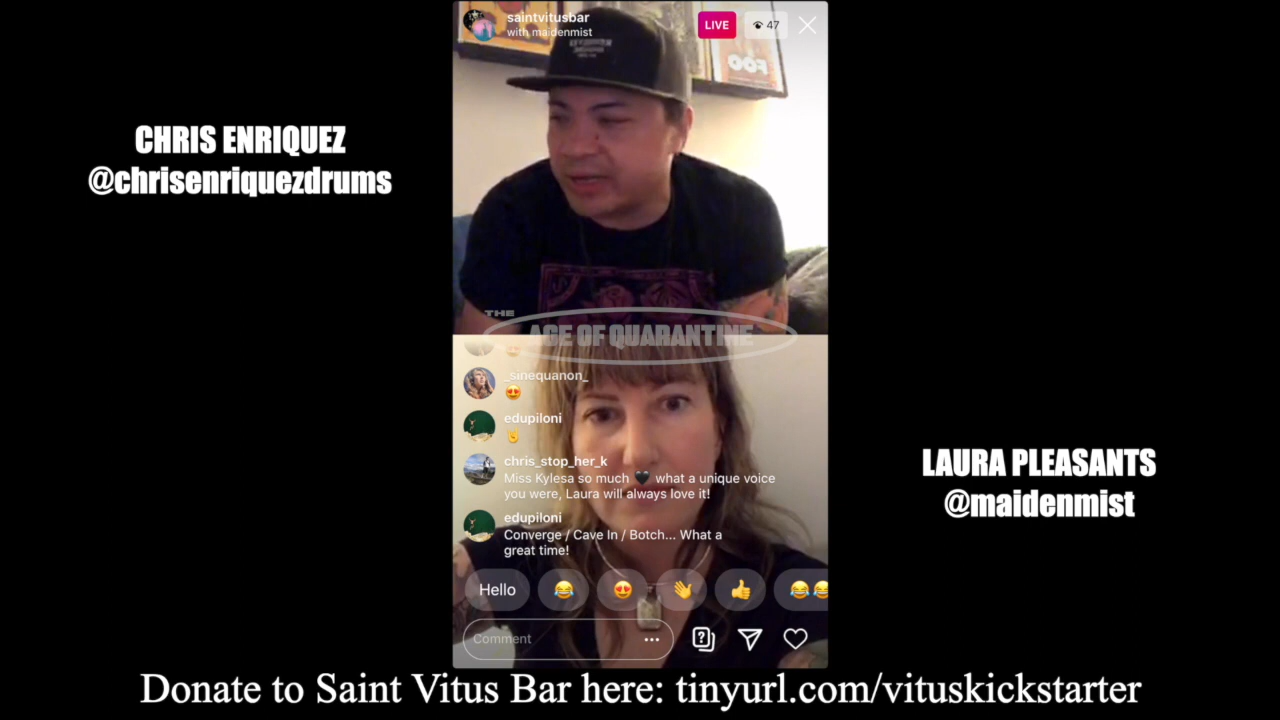 saintvitusbar
with maidenmist
LIVE
47
FOO
CHRIS ENRIQUEZ
@chrisenriquezdrums
THE
AGE OF QUARANTINE
_sinequanon_
edupiloni
chris_stop_her_k
Miss Kylesa so much 🖤 what a unique voice
you were, Laura will always love it!
edupiloni
Converge / Cave In / Botch... What a
great time!
LAURA PLEASANTS
@maidenmist
Hello
Comment
Donate to Saint Vitus Bar here: tinyurl.com/vituskickstarter